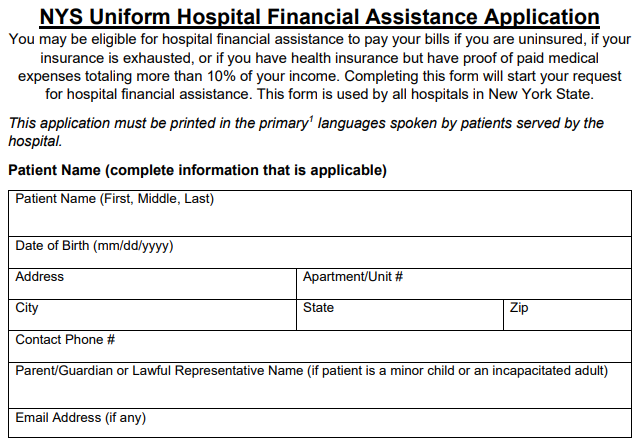 NYS Uniform Hospital Financial Assistance Application
You may be eligible for hospital financial assistance to pay your bills if you are uninsured, if your
insurance is exhausted, or if you have health insurance but have proof of paid medical
expenses totaling more than 10% of your income. Completing this form will start your request
for hospital financial assistance. This form is used by all hospitals in New York State.
This application must be printed in the primary¹ languages spoken by patients served by the
hospital.
Patient Name (complete information that is applicable)
Patient Name (First, Middle, Last)
Date of Birth (mm/dd/yyyy)
Address Apartment/Unit #
City State Zip
Contact Phone #
Parent/Guardian or Lawful Representative Name (if patient is a minor child or an incapacitated adult)
Email Address (if any)